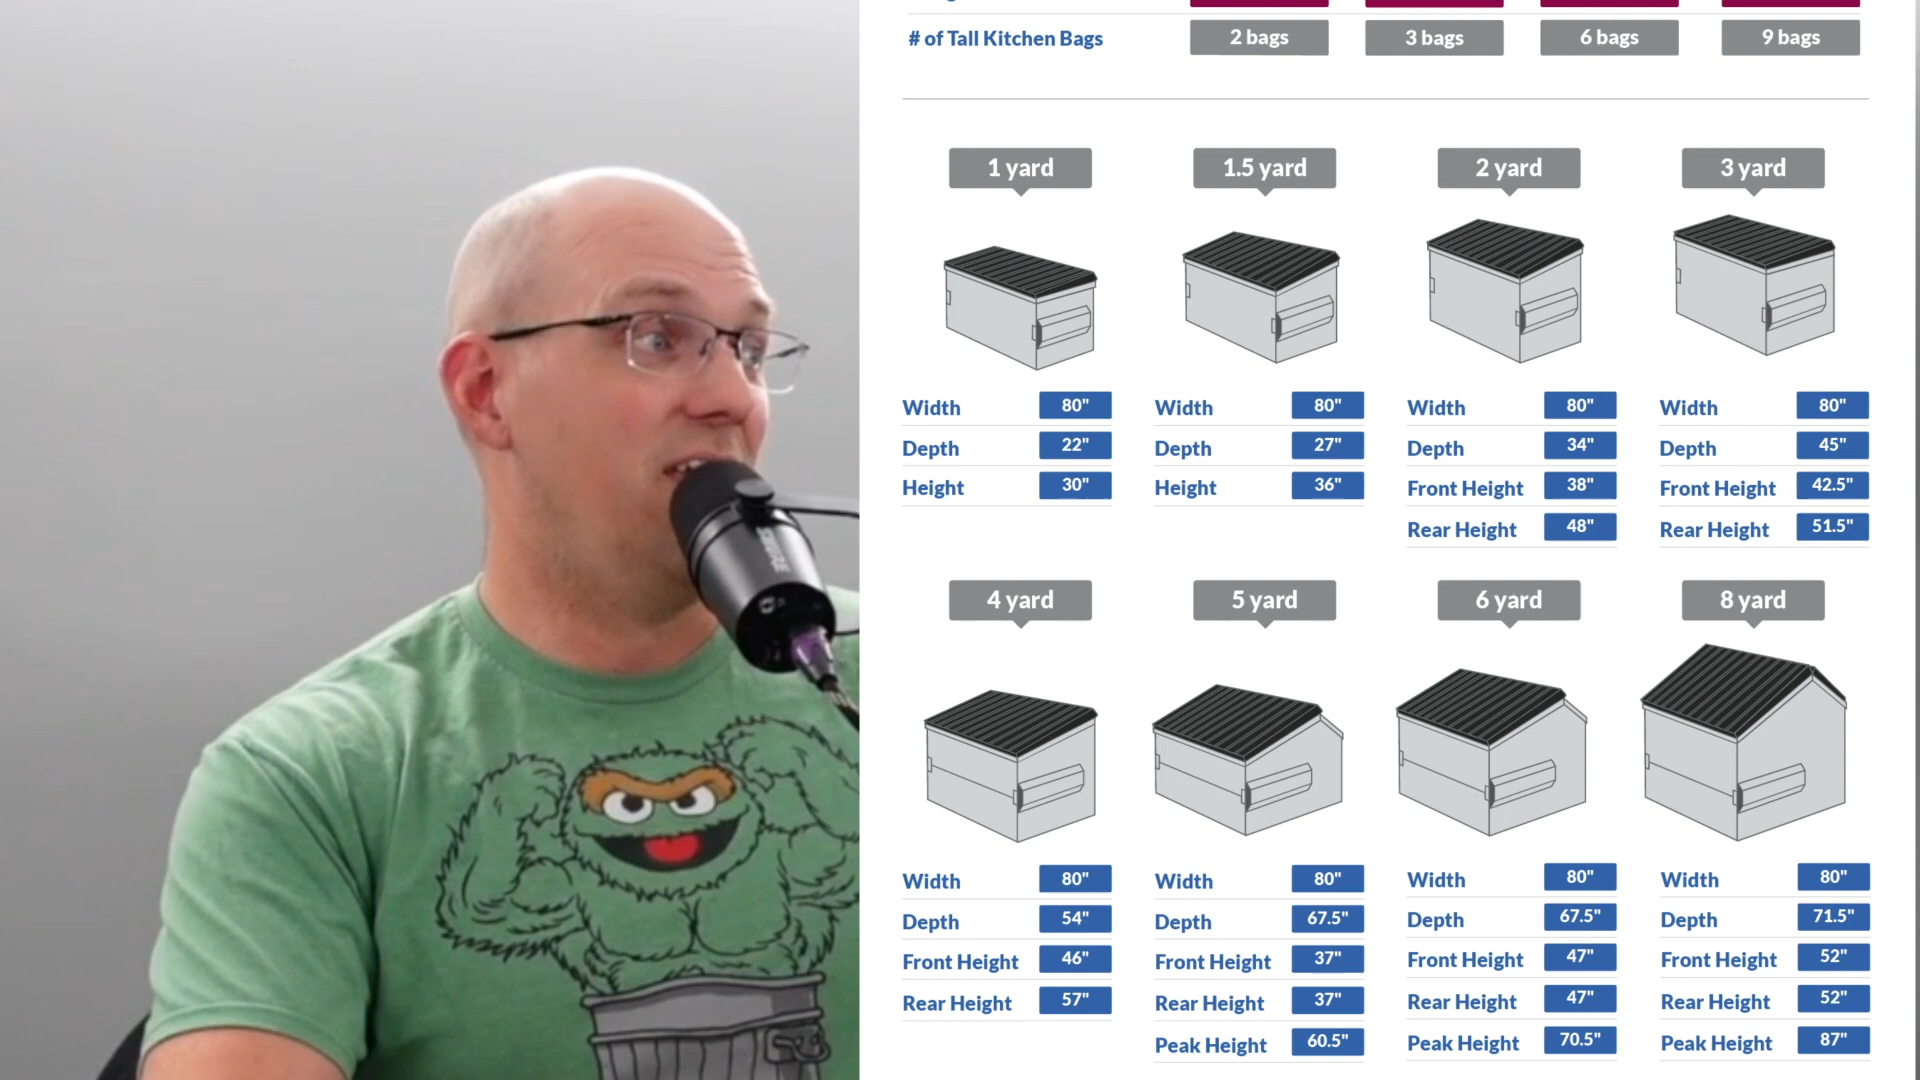 # of Tall Kitchen Bags 2 bags 3 bags 6 bags 9 bags
1 yard 1.5 yard 2 yard 3 yard
Width 80" Width 80" Width 80" Width 80"
Depth 22" Depth 27" Depth 34" Depth 45"
Height 30" Height 36" Front Height 38" Front Height 42.5"
Rear Height 48" Rear Height 51.5"
4 yard 5 yard 6 yard 8 yard
Width 80" Width 80" Width 80" Width 80"
Depth 54" Depth 67.5" Depth 67.5" Depth 71.5"
Front Height 46" Front Height 37" Front Height 47" Front Height 52"
Rear Height 57" Rear Height 37" Rear Height 47" Rear Height 52"
Peak Height 60.5" Peak Height 70.5" Peak Height 87"